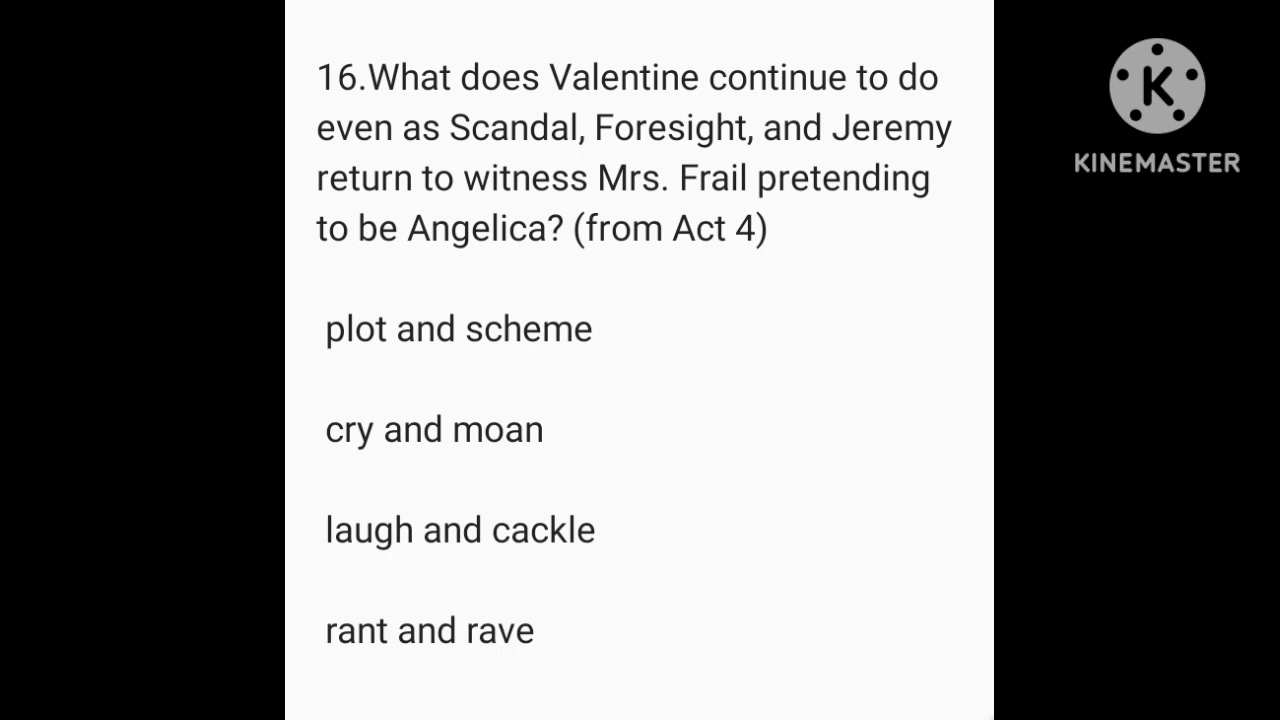 16.What does Valentine continue to do
even as Scandal, Foresight, and Jeremy
return to witness Mrs. Frail pretending
to be Angelica? (from Act 4)
plot and scheme
cry and moan
laugh and cackle
rant and rave
K
KINEMASTER